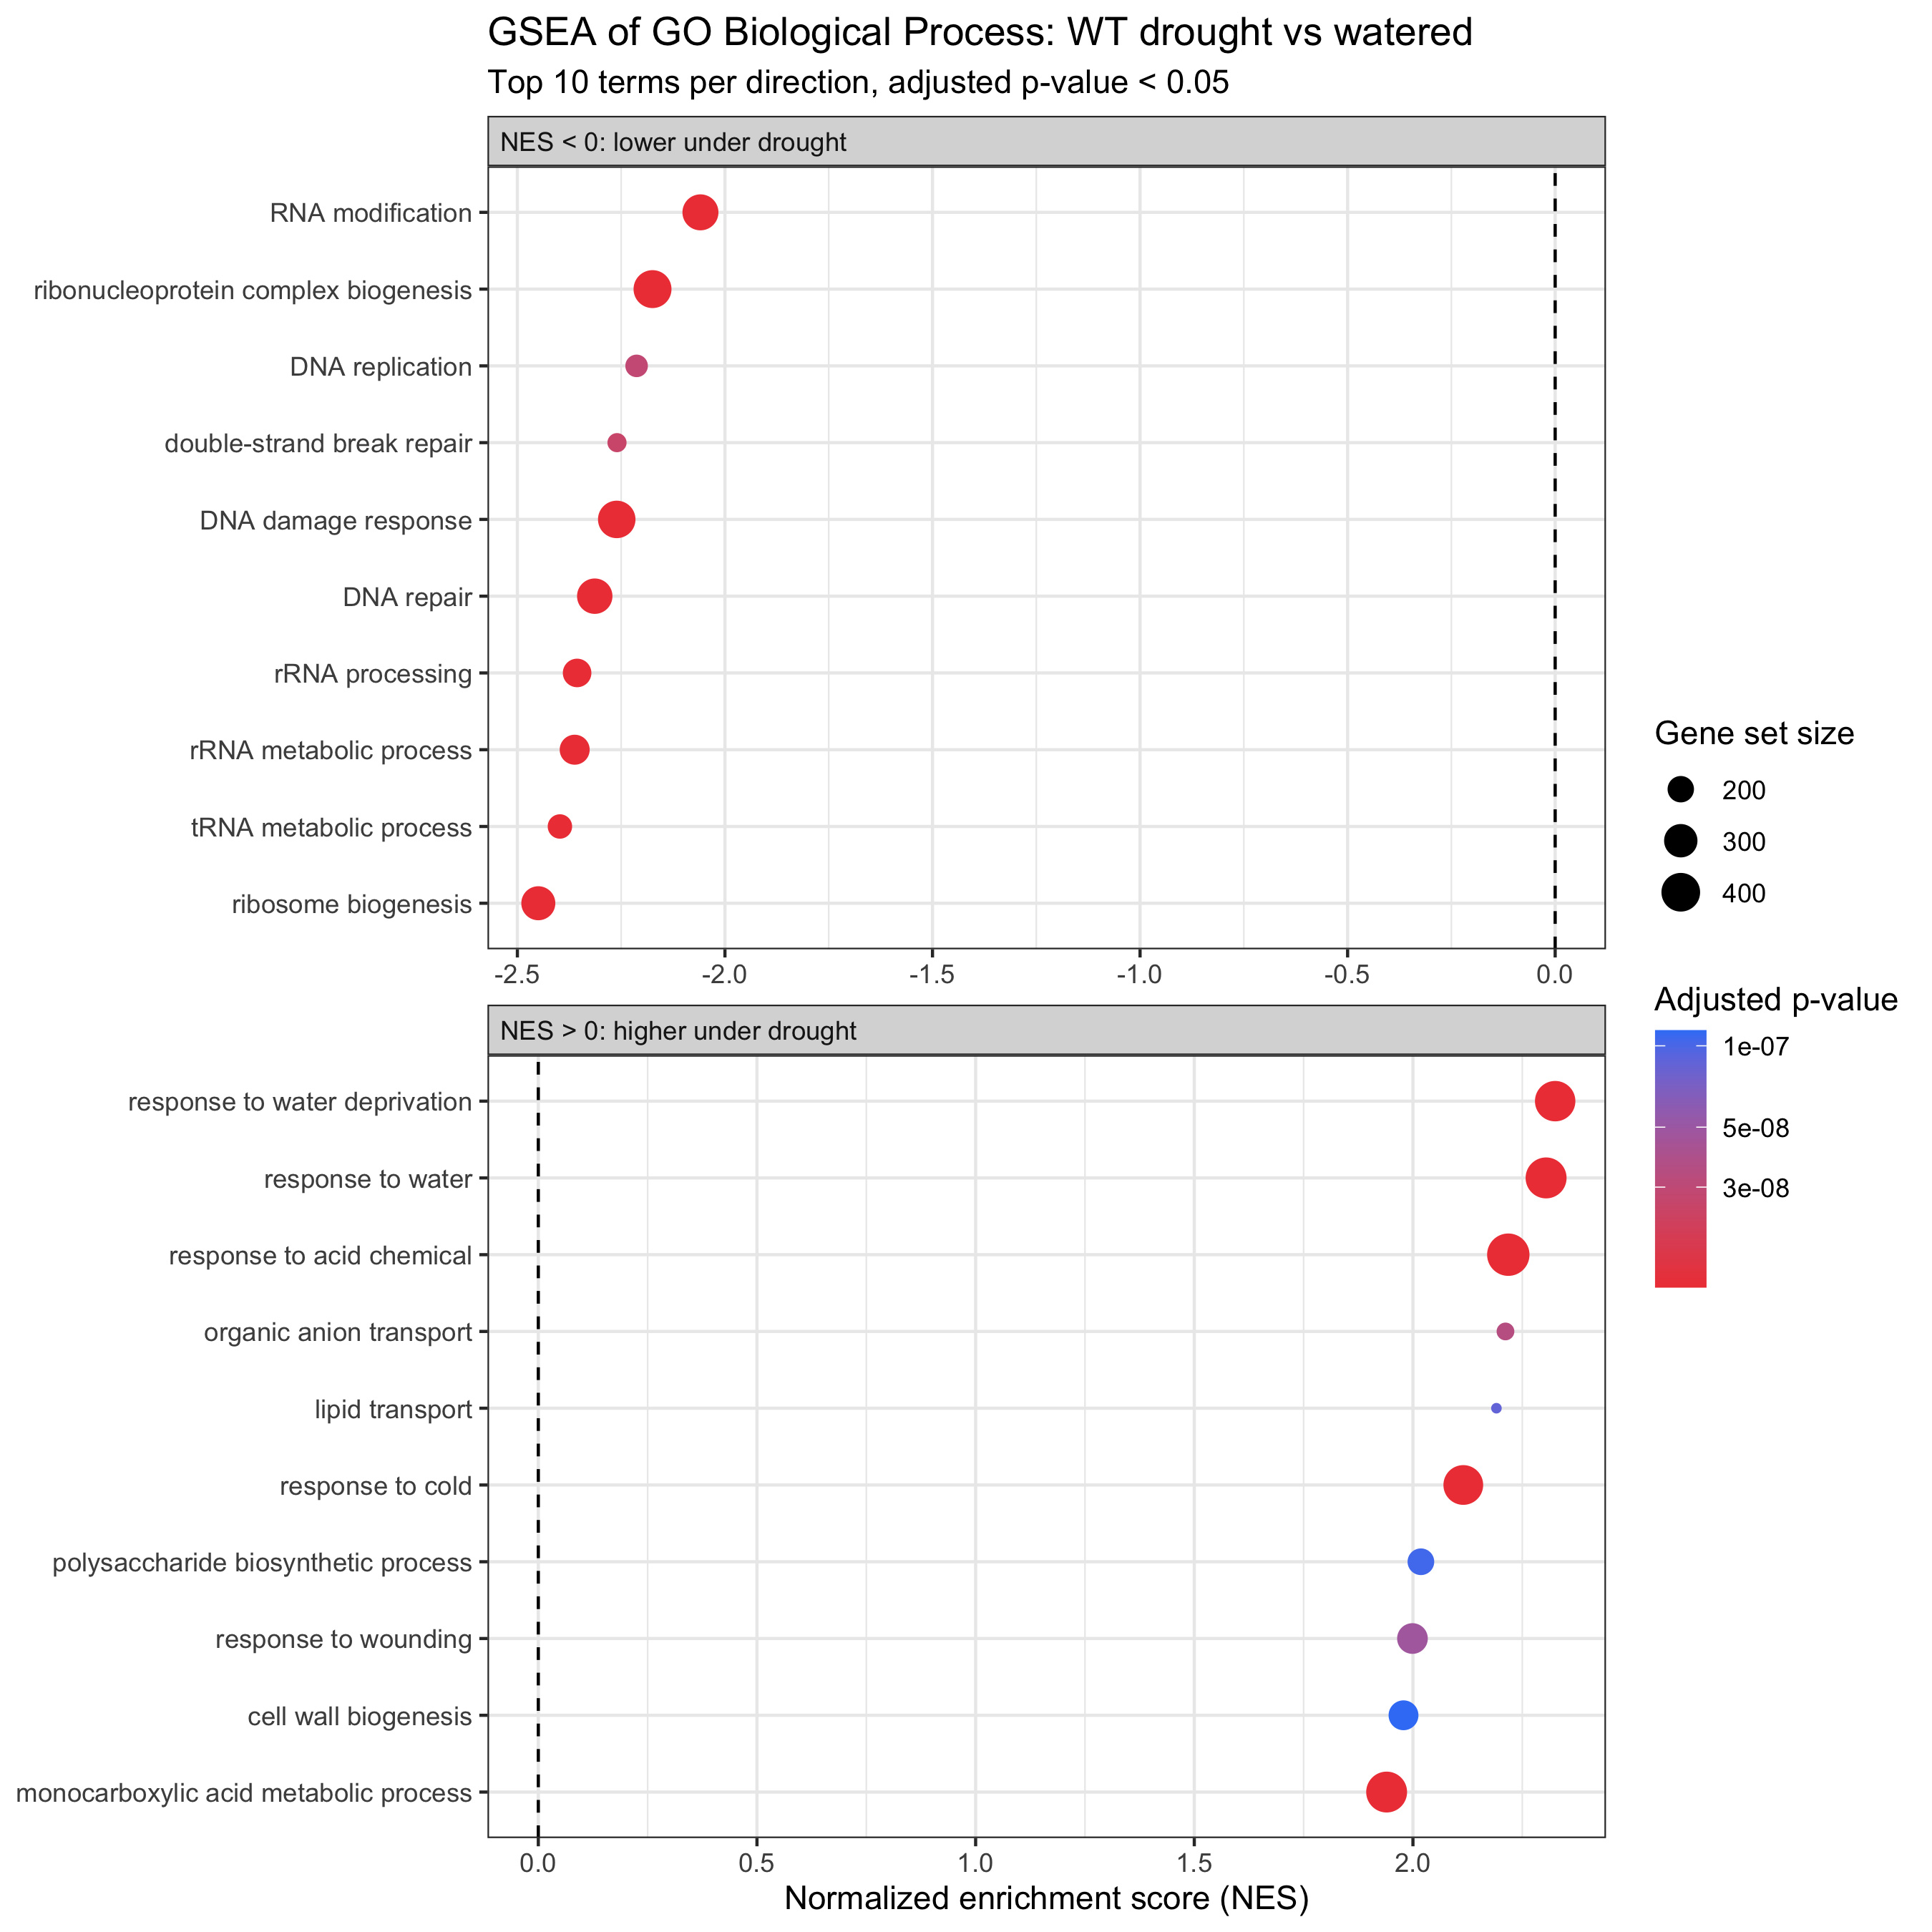 GSEA of GO Biological Process: WT drought vs watered
Top 10 terms per direction, adjusted p-value < 0.05
NES < 0: lower under drought
RNA modification
ribonucleoprotein complex biogenesis
DNA replication
double-strand break repair
DNA damage response
DNA repair
rRNA processing
rRNA metabolic process
tRNA metabolic process
ribosome biogenesis
-2.5 -2.0 -1.5 -1.0 -0.5 0.0
NES > 0: higher under drought
response to water deprivation
response to water
response to acid chemical
organic anion transport
lipid transport
response to cold
polysaccharide biosynthetic process
response to wounding
cell wall biogenesis
monocarboxylic acid metabolic process
0.0 0.5 1.0 1.5 2.0
Normalized enrichment score (NES)
Gene set size
200
300
400
Adjusted p-value
1e-07
5e-08
3e-08